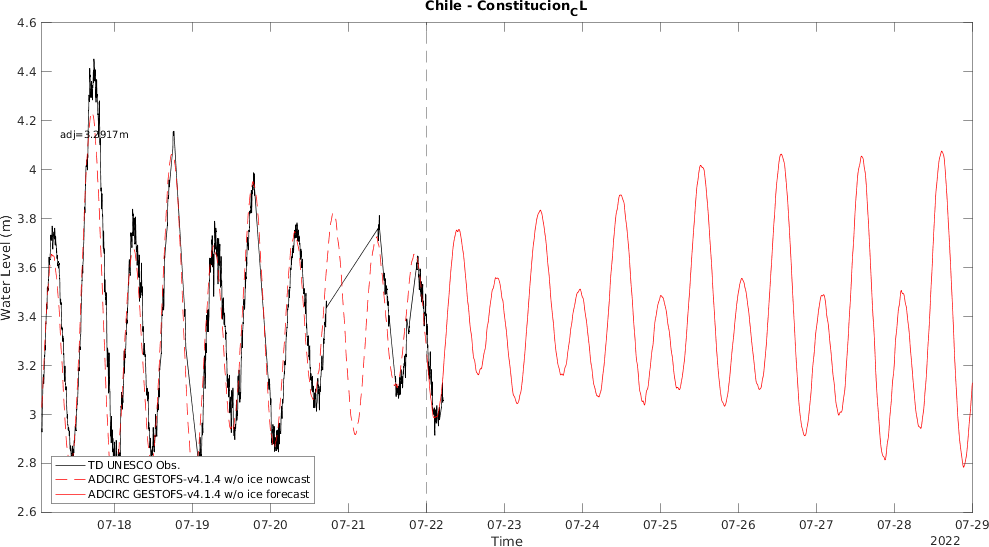 Chile - Constitucion_CL
4.6
4.4
4.2
4
3.8
3.6
3.4
3.2
3
2.8
2.6
Water Level (m)
adj=3.2917m
TD UNESCO Obs.
ADCIRC GESTOFS-v4.1.4 w/o ice nowcast
ADCIRC GESTOFS-v4.1.4 w/o ice forecast
07-18 07-19 07-20 07-21 07-22 07-23 07-24 07-25 07-26 07-27 07-28 07-29
Time
2022